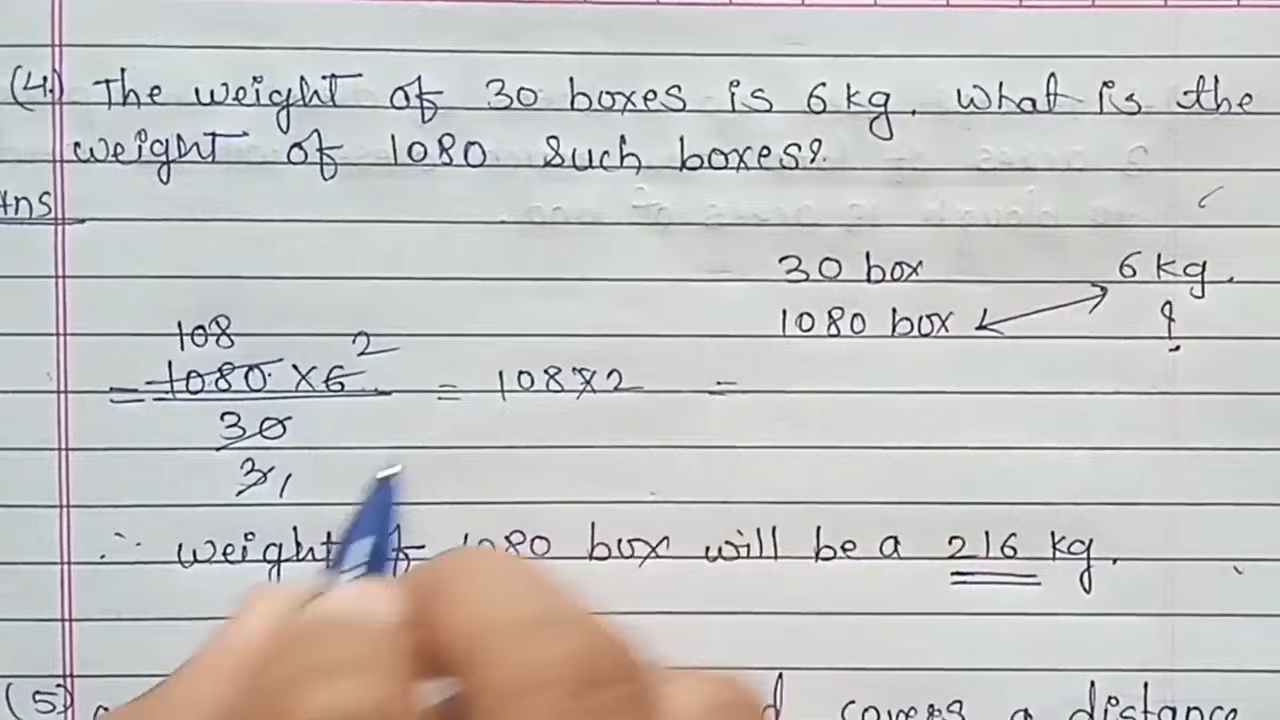 (4) The weight of 30 boxes is 6 kg. What is the
weight of 1080 such boxes?
Ans
30 box 6 kg.
1080 box ?
108 2
= 1080 × 6 = 108 × 2 =
30
3 1
∴ weight of 1080 box will be a 216 kg.
(5) covers a distance